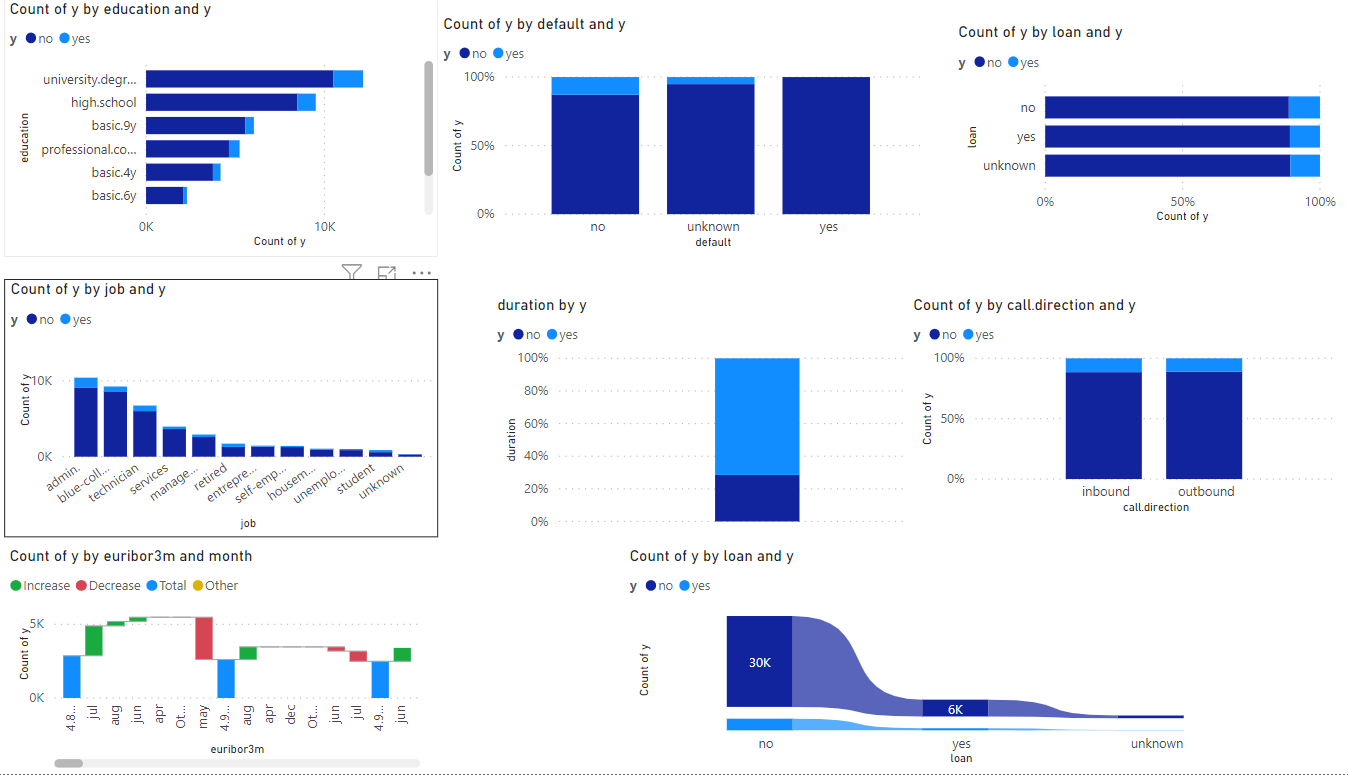 Count of y by education and y
y no yes
university.degr...
high.school
basic.9y
professional.co...
basic.4y
basic.6y
education
0K 10K
Count of y
Count of y by default and y
y no yes
100%
50%
0%
Count of y
no unknown yes
default
Count of y by loan and y
y no yes
no
yes
unknown
loan
0% 50% 100%
Count of y
Count of y by job and y
y no yes
10K
0K
Count of y
admin. blue-coll... technician services manage... retired entrepre... self-emp... housem... unemplo... student unknown
job
duration by y
y no yes
100%
80%
60%
40%
20%
0%
duration
Count of y by call.direction and y
y no yes
100%
50%
0%
Count of y
inbound outbound
call.direction
Count of y by euribor3m and month
Increase Decrease Total Other
5K
0K
Count of y
4.8... jul aug jun apr Ot... may 4.9... aug apr dec Ot... jun jul 4.9... jun
euribor3m
Count of y by loan and y
y no yes
Count of y
30K
6K
no yes unknown
loan